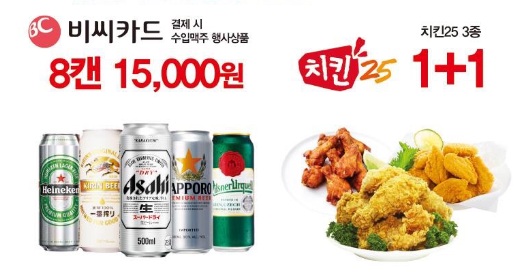 BC 비씨카드 결제 시
수입맥주 행사상품
8캔 15,000원
치킨25
치킨25 3종
1+1
Heineken
KIRIN BEER
一番搾り
"DRY"
Asahi
生
スーパードライ
500ml
SAPPORO
PREMIUM BEER
Pilsner Urquell